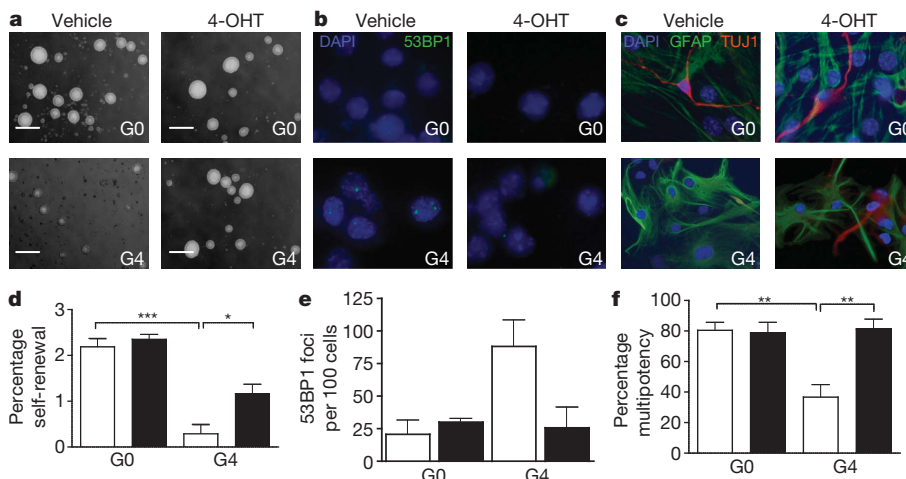 a Vehicle 4-OHT
G0 G0
G4 G4
b Vehicle 4-OHT
DAPI 53BP1
G0 G0
G4 G4
c Vehicle 4-OHT
DAPI GFAP TUJ1
G0 G0
G4 G4
d
Percentage
self-renewal
2
1
0
***
*
G0 G4
e
53BP1 foci
per 100 cells
125
100
75
50
25
0
G0 G4
f
Percentage
multipotency
100
80
60
40
20
0
**
**
G0 G4